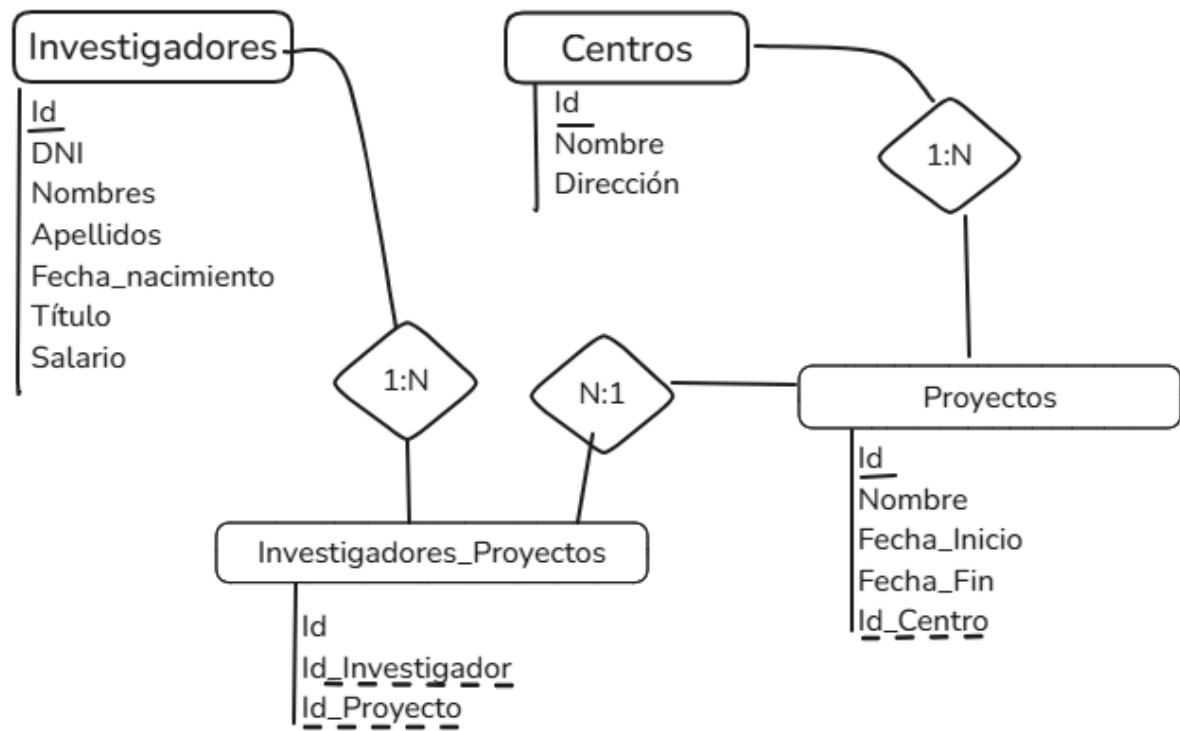 Investigadores
Id
DNI
Nombres
Apellidos
Fecha_nacimiento
Título
Salario
Centros
Id
Nombre
Dirección
1:N
1:N
N:1
Proyectos
Id
Nombre
Fecha_Inicio
Fecha_Fin
Id_Centro
Investigadores_Proyectos
Id
Id_Investigador
Id_Proyecto